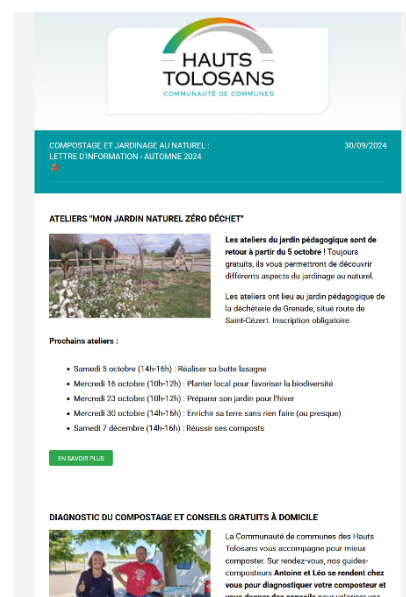 HAUTS
TOLOSANS
COMMUNAUTÉ DE COMMUNES
COMPOSTAGE ET JARDINAGE AU NATUREL :
LETTRE D'INFORMATION - AUTOMNE 2024
30/09/2024
ATELIERS "MON JARDIN NATUREL ZÉRO DÉCHET"
Les ateliers du jardin pédagogique sont de
retour à partir du 5 octobre ! Toujours
gratuits, ils vous permettront de découvrir
différents aspects du jardinage au naturel.
Les ateliers ont lieu au jardin pédagogique de
la déchèterie de Grenade, situé route de
Saint-Cézert. Inscription obligatoire.
Prochains ateliers :
• Samedi 5 octobre (14h-16h) : Réaliser sa butte lasagne
• Mercredi 16 octobre (10h-12h) : Planter local pour favoriser la biodiversité
• Mercredi 23 octobre (10h-12h) : Préparer son jardin pour l'hiver
• Mercredi 30 octobre (14h-16h) : Enrichir sa terre sans rien faire (ou presque)
• Samedi 7 décembre (14h-16h) : Réussir ses composts
EN SAVOIR PLUS
DIAGNOSTIC DU COMPOSTAGE ET CONSEILS GRATUITS À DOMICILE
La Communauté de communes des Hauts
Tolosans vous accompagne pour mieux
composter. Sur rendez-vous, nos guides-
composteurs Antoine et Léo se rendent chez
vous pour diagnostiquer votre composteur et
vous donner des conseils pour valoriser vos